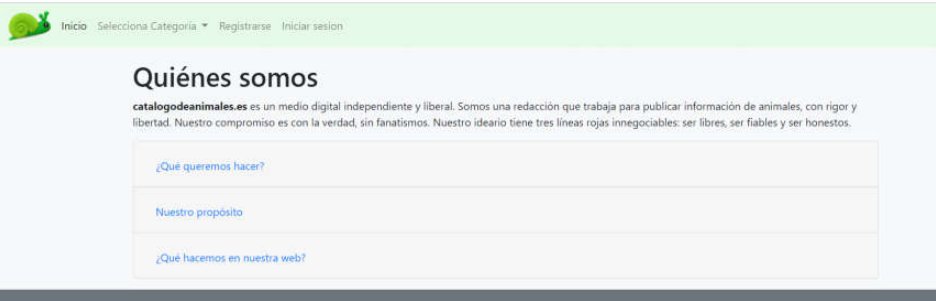 Inicio Selecciona Categoria Registrarse Iniciar sesion
Quiénes somos
catalogodeanimales.es es un medio digital independiente y liberal. Somos una redacción que trabaja para publicar información de animales, con rigor y
libertad. Nuestro compromiso es con la verdad, sin fanatismos. Nuestro ideario tiene tres líneas rojas innegociables: ser libres, ser fiables y ser honestos.
¿Qué queremos hacer?
Nuestro propósito
¿Qué hacemos en nuestra web?